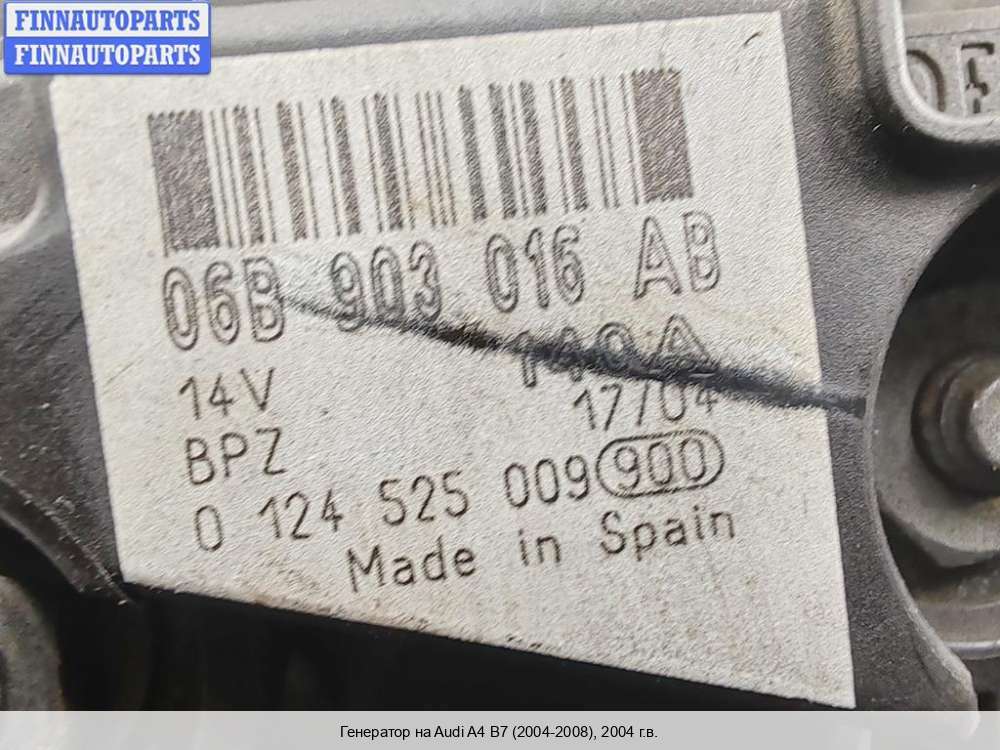 FINNAUTOPARTS
FINNAUTOPARTS
06B 903 016 AB
140A
14V 17/04
BPZ
0 124 525 009 900
Made in Spain
Генератор на Audi A4 B7 (2004-2008), 2004 г.в.